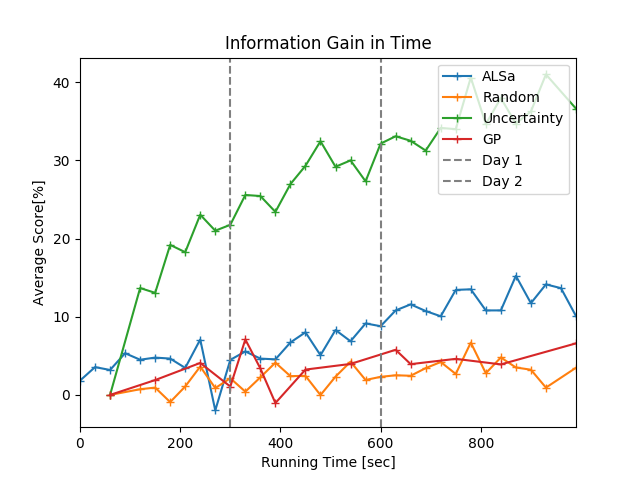 Information Gain in Time
Average Score[%]
40
30
20
10
0
ALSa
Random
Uncertainty
GP
Day 1
Day 2
0 200 400 600 800
Running Time [sec]